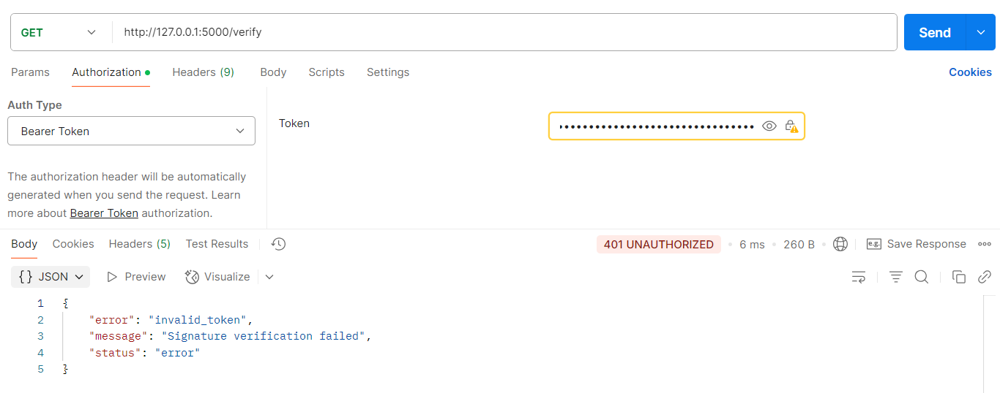 GET http://127.0.0.1:5000/verify Send
Params Authorization Headers (9) Body Scripts Settings Cookies
Auth Type
Bearer Token
Token
The authorization header will be automatically
generated when you send the request. Learn
more about Bearer Token authorization.
Body Cookies Headers (5) Test Results 401 UNAUTHORIZED • 6 ms • 260 B • e.g. Save Response
{} JSON Preview Visualize
1 {
2 "error": "invalid_token",
3 "message": "Signature verification failed",
4 "status": "error"
5 }